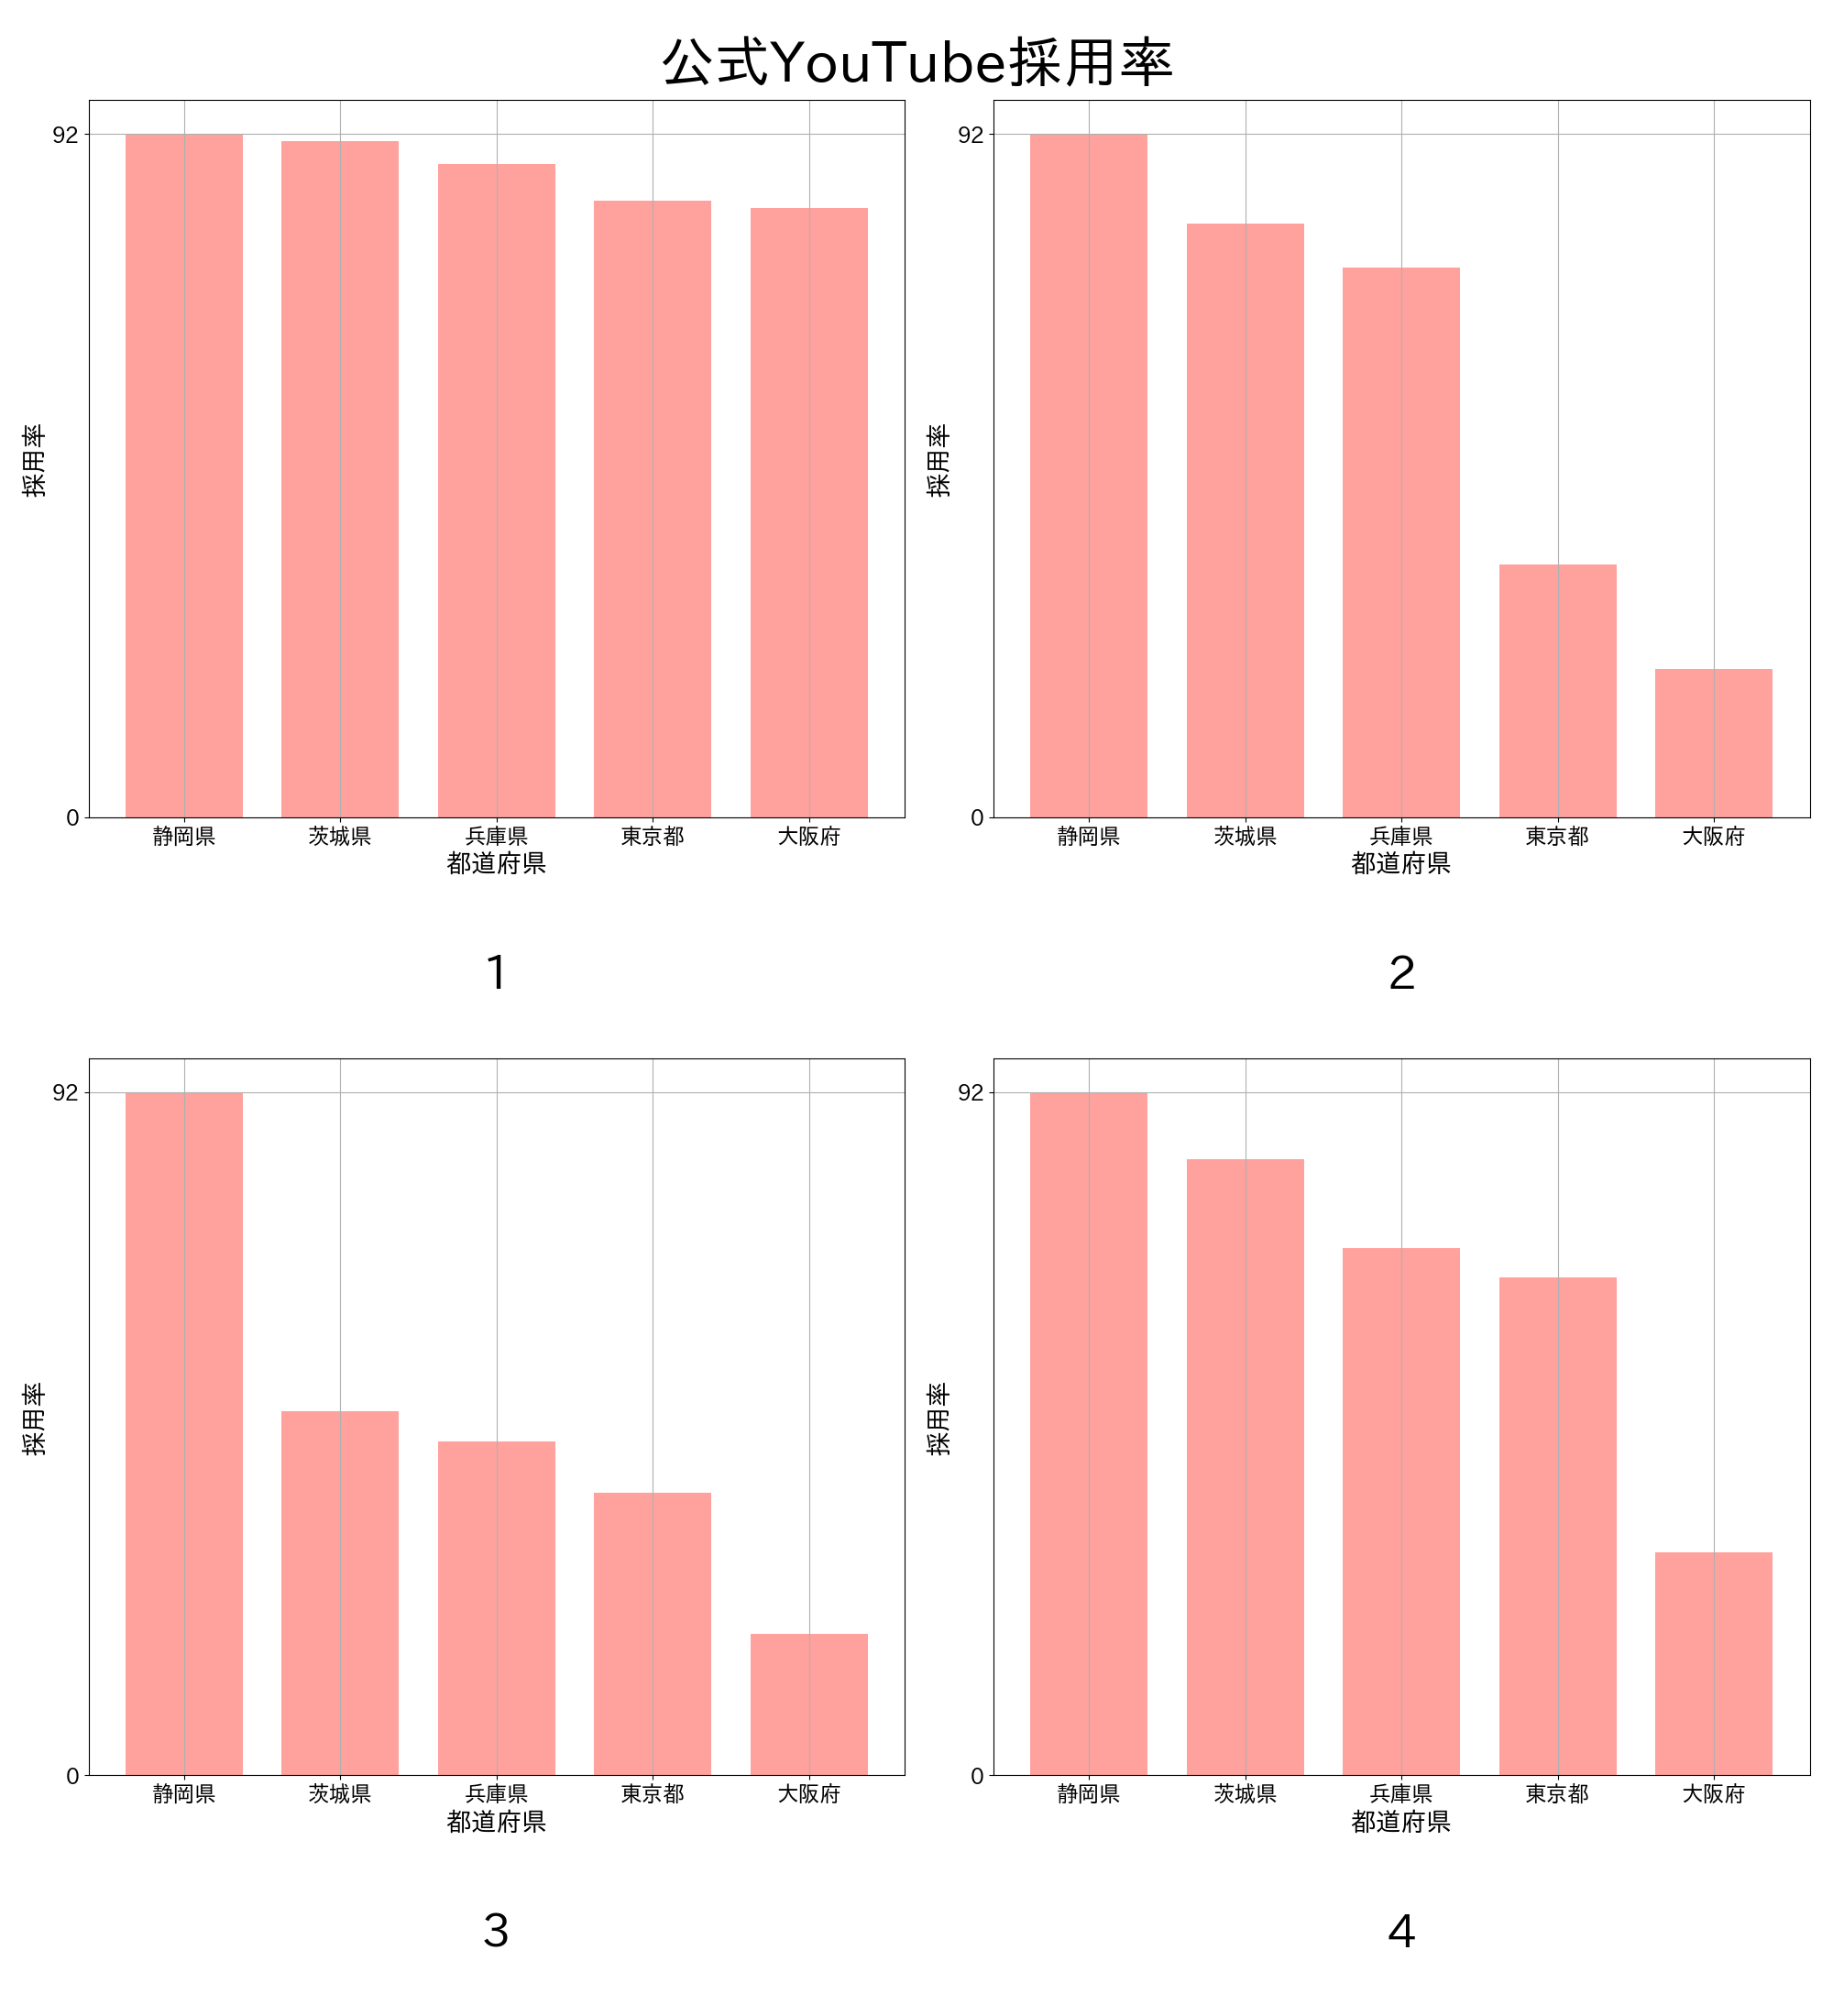 公式YouTube採用率
92
0
採用率
静岡県 茨城県 兵庫県 東京都 大阪府
都道府県
1
92
0
採用率
静岡県 茨城県 兵庫県 東京都 大阪府
都道府県
2
92
0
採用率
静岡県 茨城県 兵庫県 東京都 大阪府
都道府県
3
92
0
採用率
静岡県 茨城県 兵庫県 東京都 大阪府
都道府県
4